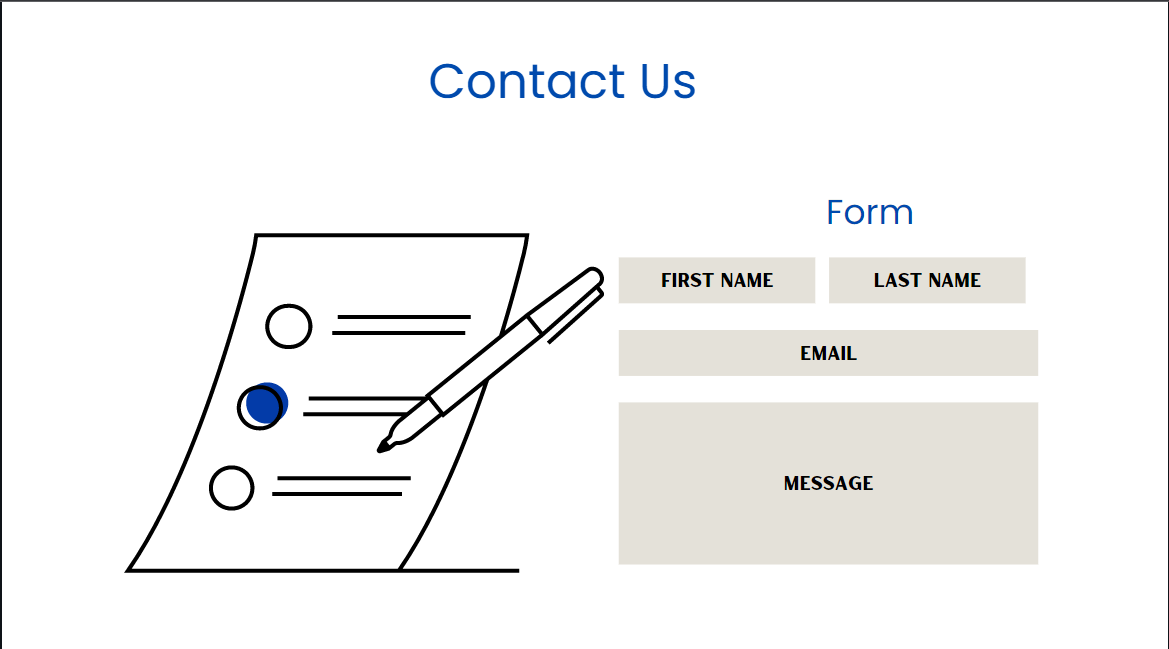 Contact Us
Form
FIRST NAME
LAST NAME
EMAIL
MESSAGE